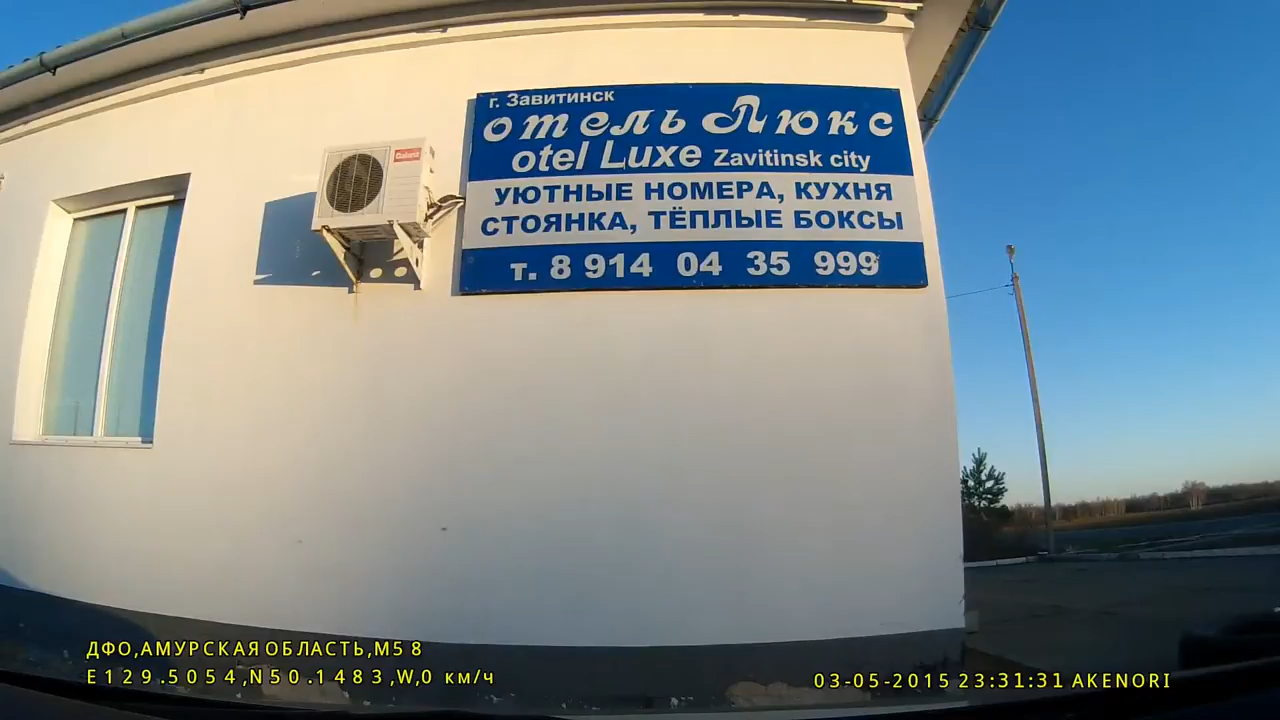 г. Завитинск
отель Люкс
otel Luxe Zavitinsk city
УЮТНЫЕ НОМЕРА, КУХНЯ
СТОЯНКА, ТЁПЛЫЕ БОКСЫ
т. 8 914 04 35 999
Galanz
ДФО,АМУРСКАЯ ОБЛАСТЬ,М58
E129.5054,N50.1483,W,0 км/ч
03-05-2015 23:31:31 AKENORI